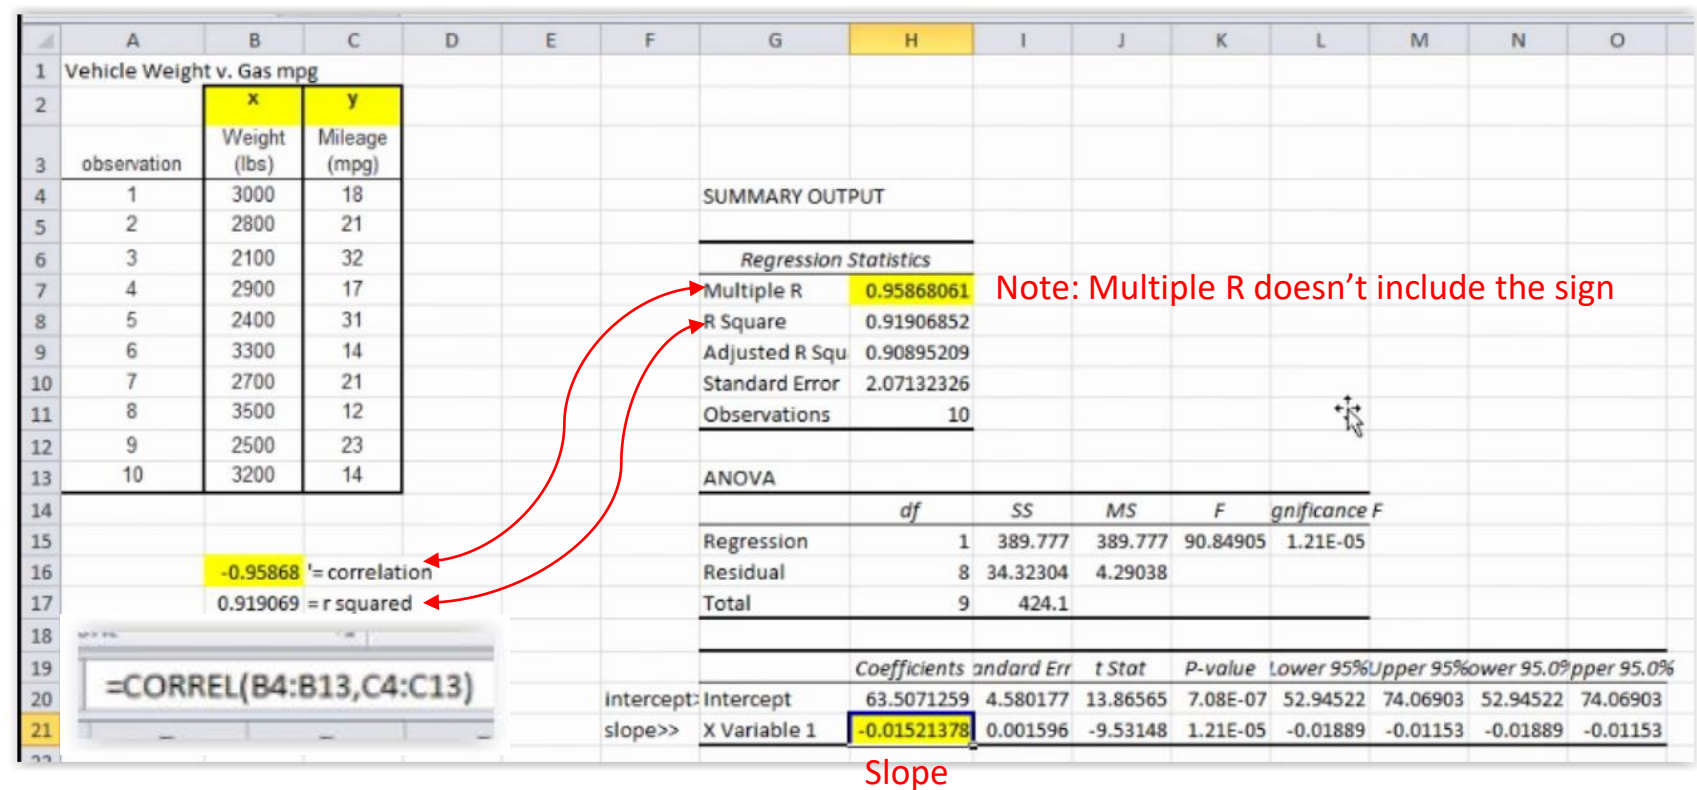 A B C D E F G H I J K L M N O
1 Vehicle Weight v. Gas mpg
2 x y
Weight Mileage
3 observation (lbs) (mpg)
4 1 3000 18 SUMMARY OUTPUT
5 2 2800 21
6 3 2100 32 Regression Statistics
7 4 2900 17 Multiple R 0.95868061 Note: Multiple R doesn't include the sign
8 5 2400 31 R Square 0.91906852
9 6 3300 14 Adjusted R Squ 0.90895209
10 7 2700 21 Standard Error 2.07132326
11 8 3500 12 Observations 10
12 9 2500 23
13 10 3200 14 ANOVA
14 df SS MS F gnificance F
15 Regression 1 389.777 389.777 90.84905 1.21E-05
16 -0.95868 '= correlation Residual 8 34.32304 4.29038
17 0.919069 = r squared Total 9 424.1
18
19 Coefficients andard Err t Stat P-value Lower 95% Upper 95% ower 95.0% pper 95.0%
=CORREL(B4:B13,C4:C13)
20 intercept> Intercept 63.5071259 4.580177 13.86565 7.08E-07 52.94522 74.06903 52.94522 74.06903
21 slope>> X Variable 1 -0.01521378 0.001596 -9.53148 1.21E-05 -0.01889 -0.01153 -0.01889 -0.01153
Slope